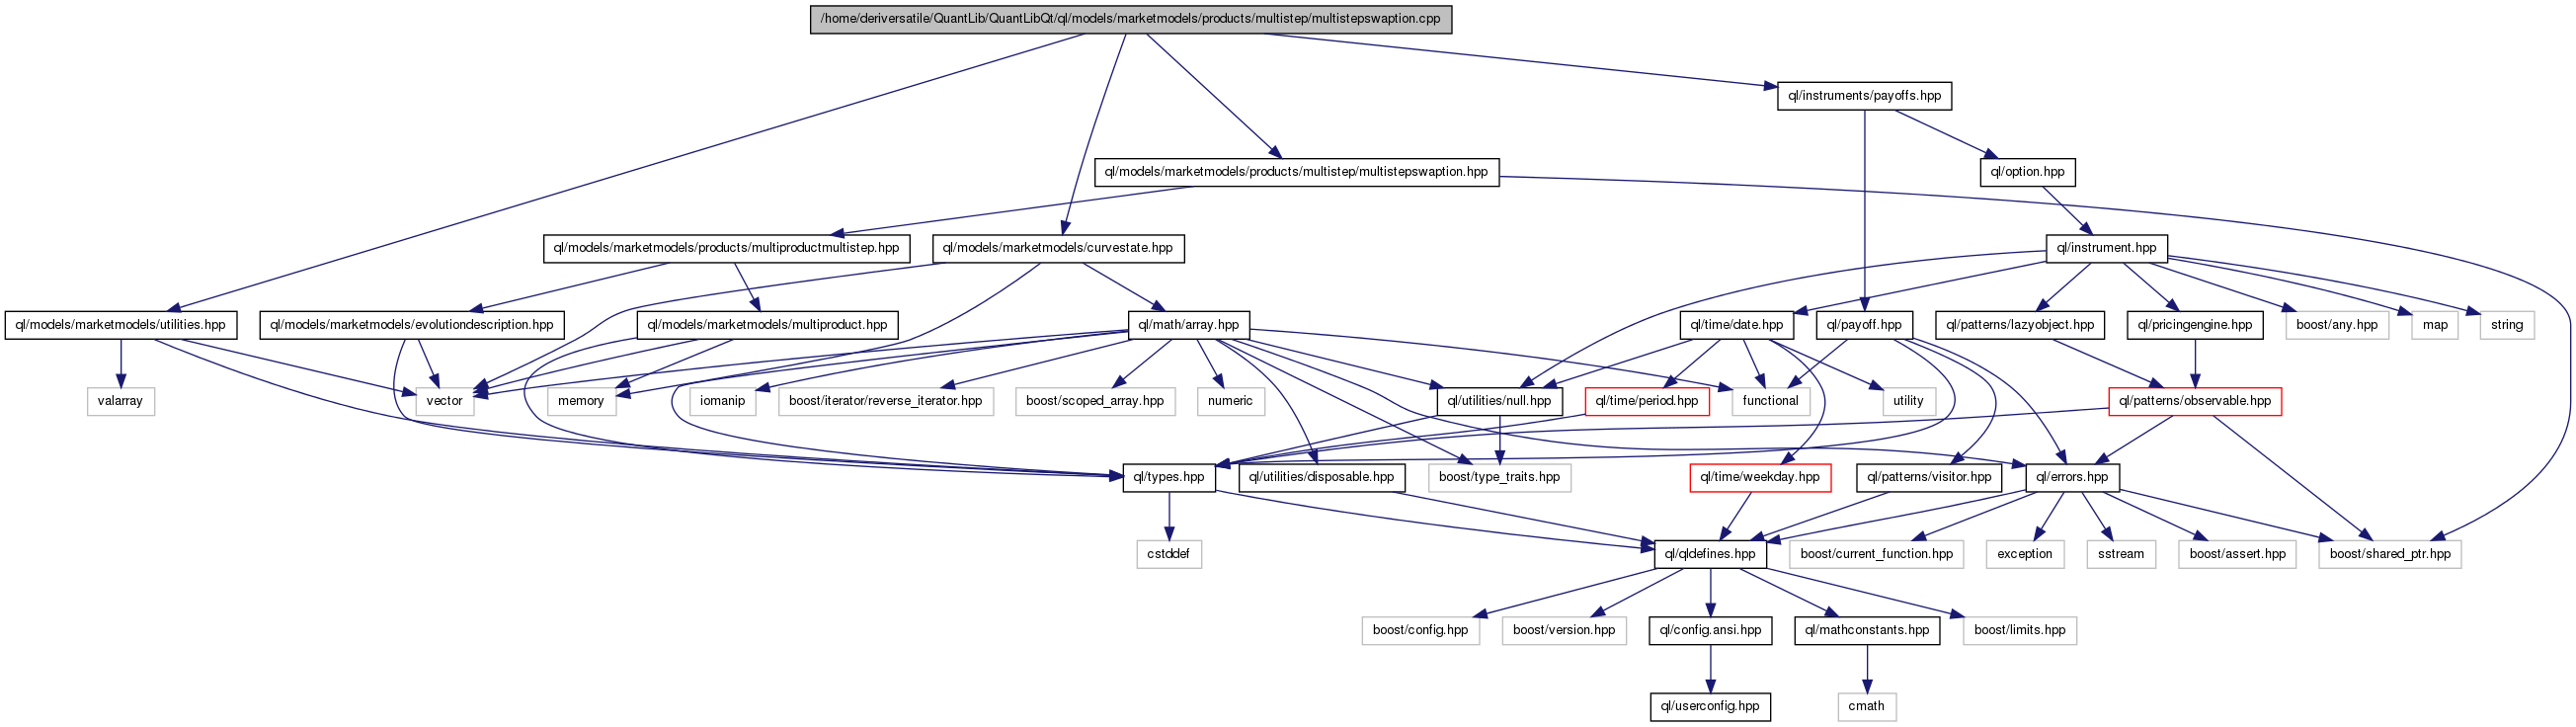 /home/deriversatile/QuantLib/QuantLibQt/ql/models/marketmodels/products/multistep/multistepswaption.cpp
ql/instruments/payoffs.hpp
ql/models/marketmodels/products/multistep/multistepswaption.hpp
ql/option.hpp
ql/models/marketmodels/products/multiproductmultistep.hpp
ql/models/marketmodels/curvestate.hpp
ql/instrument.hpp
ql/models/marketmodels/utilities.hpp
ql/models/marketmodels/evolutiondescription.hpp
ql/models/marketmodels/multiproduct.hpp
ql/math/array.hpp
ql/time/date.hpp
ql/payoff.hpp
ql/patterns/lazyobject.hpp
ql/pricingengine.hpp
boost/any.hpp
map
string
valarray
vector
memory
iomanip
boost/iterator/reverse_iterator.hpp
boost/scoped_array.hpp
numeric
ql/utilities/null.hpp
ql/time/period.hpp
functional
utility
ql/patterns/observable.hpp
ql/types.hpp
ql/utilities/disposable.hpp
boost/type_traits.hpp
ql/time/weekday.hpp
ql/patterns/visitor.hpp
ql/errors.hpp
cstddef
ql/qldefines.hpp
boost/current_function.hpp
exception
sstream
boost/assert.hpp
boost/shared_ptr.hpp
boost/config.hpp
boost/version.hpp
ql/config.ansi.hpp
ql/mathconstants.hpp
boost/limits.hpp
ql/userconfig.hpp
cmath